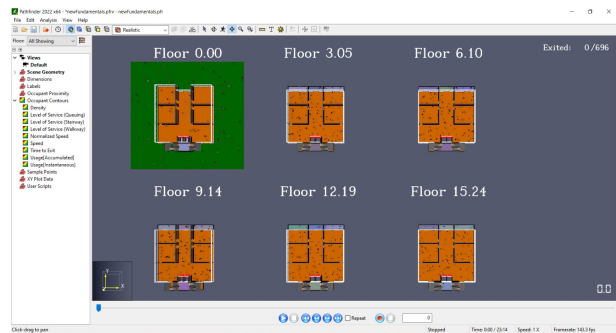 Pathfinder 2022 x64 - *newFundamentals.pfrv - newFundamentals.pfr
File Edit Analysis View Help
Realistic
Floor: All Showing
Views
Default
Scene Geometry
Dimensions
Labels
Occupant Proximity
Occupant Contours
Density
Level of Service (Queuing)
Level of Service (Stairway)
Level of Service (Walkway)
Normalized Speed
Speed
Time to Exit
Usage[Accumulated]
Usage[Instantaneous]
Sample Points
XY Plot Data
User Scripts
Floor 0.00 Floor 3.05 Floor 6.10 Exited: 0/696
Floor 9.14 Floor 12.19 Floor 15.24
Y
X
0.0
Repeat 0
Click-drag to pan Stopped Time: 0:00 / 23:14 Speed: 1 X Framerate: 143.3 fps